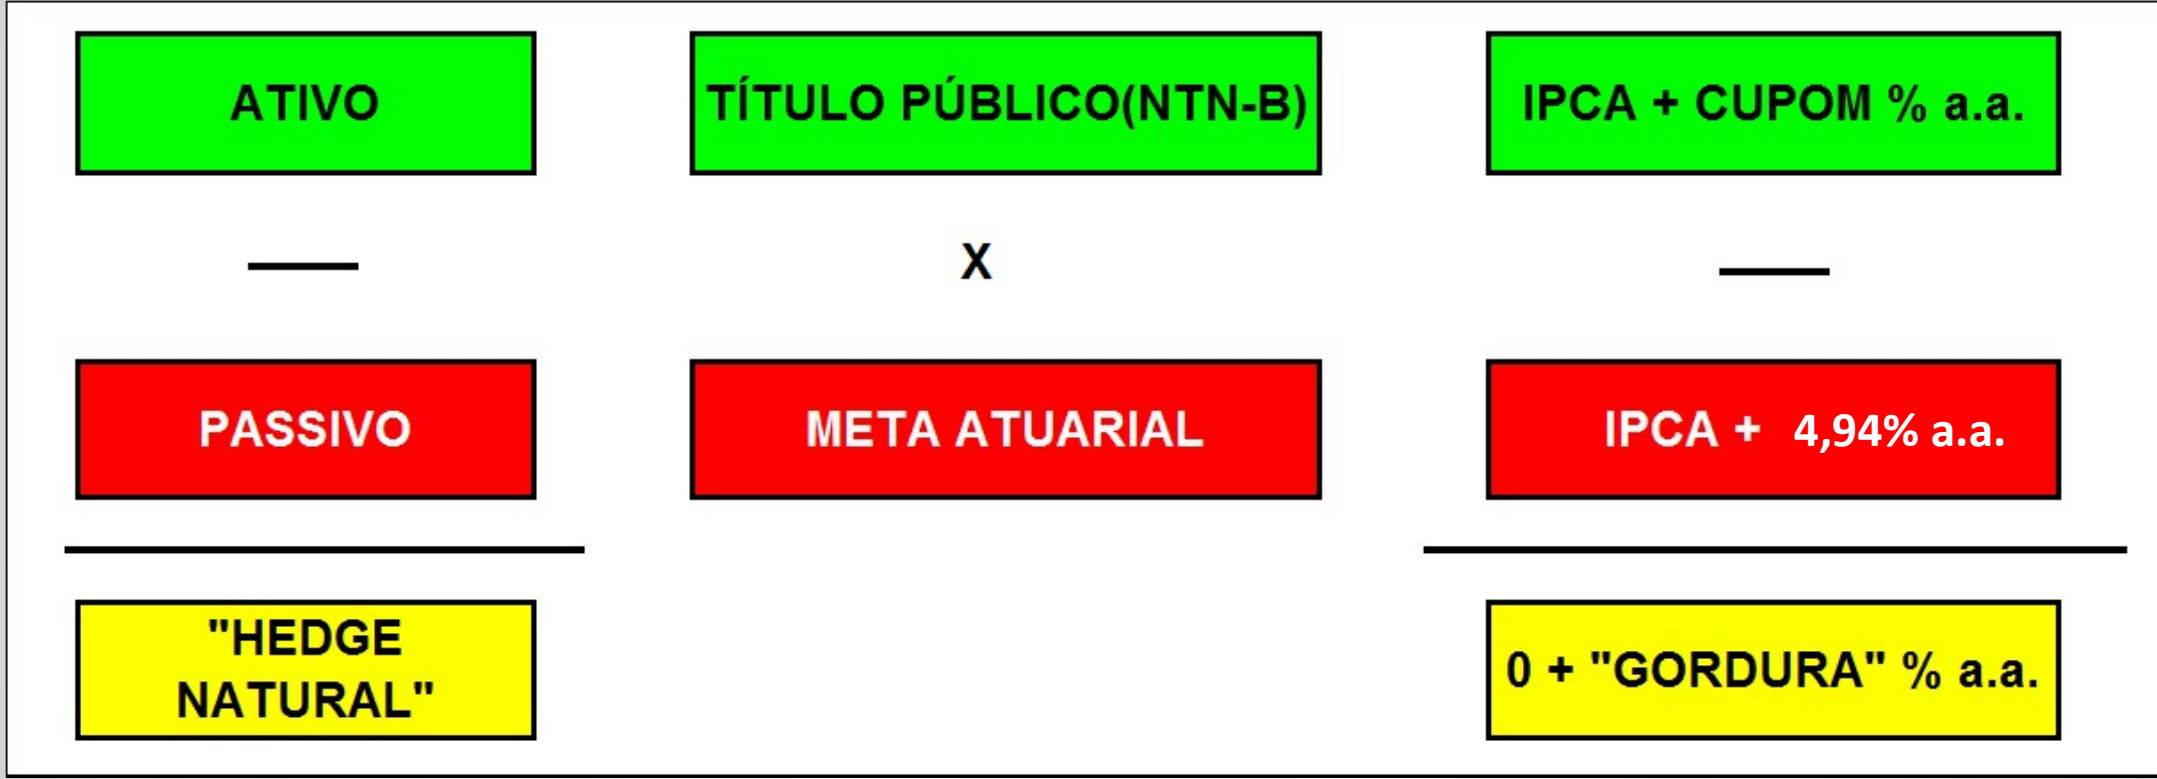 ATIVO
TÍTULO PÚBLICO(NTN-B)
IPCA + CUPOM % a.a.
X
PASSIVO
META ATUARIAL
IPCA + 4,94% a.a.
"HEDGE
NATURAL"
0 + "GORDURA" % a.a.